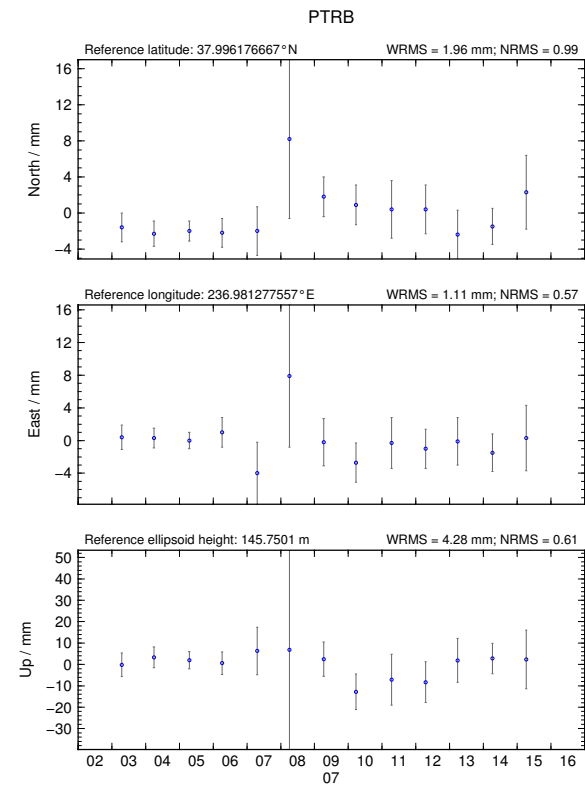 PTRB
Reference latitude: 37.996176667°N WRMS = 1.96 mm; NRMS = 0.99
16
12
8
4
0
−4
North / mm
Reference longitude: 236.981277557°E WRMS = 1.11 mm; NRMS = 0.57
16
12
8
4
0
−4
East / mm
Reference ellipsoid height: 145.7501 m WRMS = 4.28 mm; NRMS = 0.61
50
40
30
20
10
0
−10
−20
−30
Up / mm
02 03 04 05 06 07 08 09 10 11 12 13 14 15 16
07